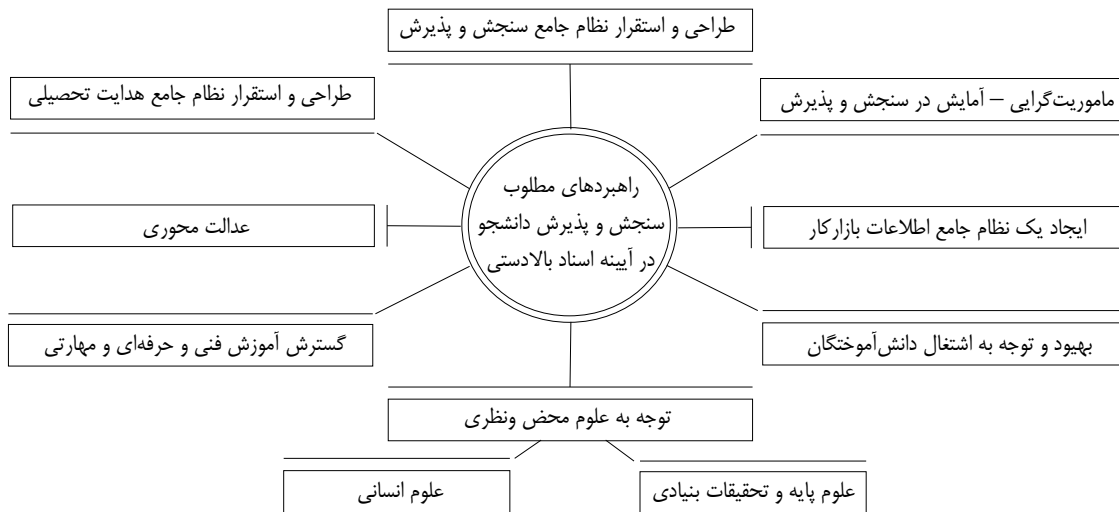 طراحی و استقرار نظام جامع سنجش و پذیرش
ماموریت‌گرایی – آمایش در سنجش و پذیرش
طراحی و استقرار نظام جامع هدایت تحصیلی
راهبردهای مطلوب
سنجش و پذیرش دانشجو
در آیینه اسناد بالادستی
ایجاد یک نظام جامع اطلاعات بازارکار
عدالت محوری
بهبود و توجه به اشتغال دانش‌آموختگان
گسترش آموزش فنی و حرفه‌ای و مهارتی
توجه به علوم محض ونظری
علوم پایه و تحقیقات بنیادی
علوم انسانی